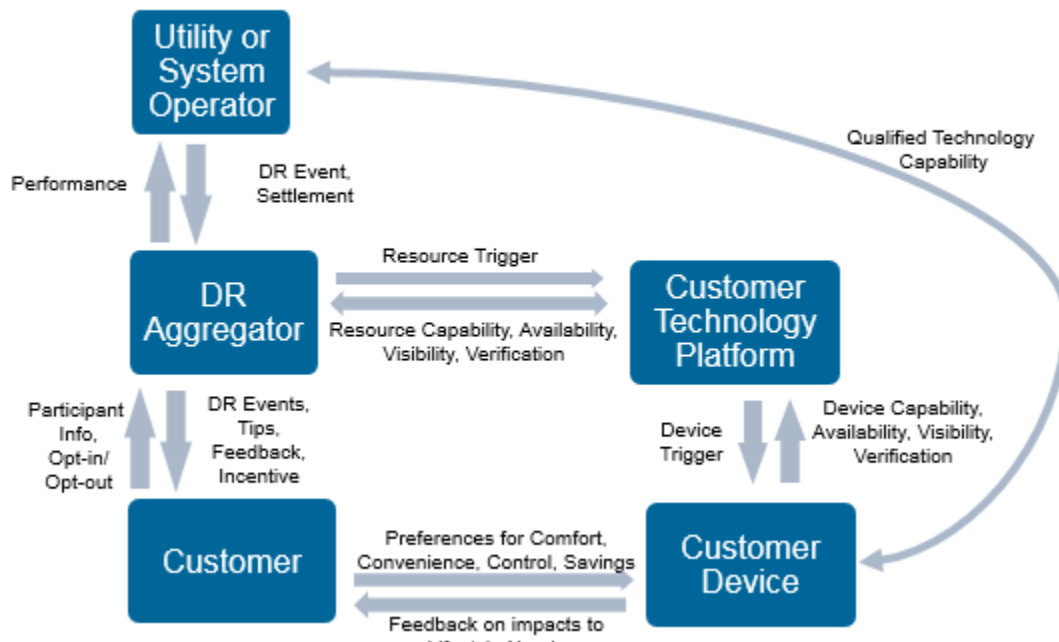 Utility or
System
Operator
Qualified Technology
Capability
Performance
DR Event,
Settlement
Resource Trigger
DR
Aggregator
Customer
Technology
Platform
Resource Capability, Availability,
Visibility, Verification
Participant
Info,
Opt-in/
Opt-out
DR Events,
Tips,
Feedback,
Incentive
Device
Trigger
Device Capability,
Availability, Visibility,
Verification
Customer
Preferences for Comfort,
Convenience, Control, Savings
Customer
Device
Feedback on impacts to